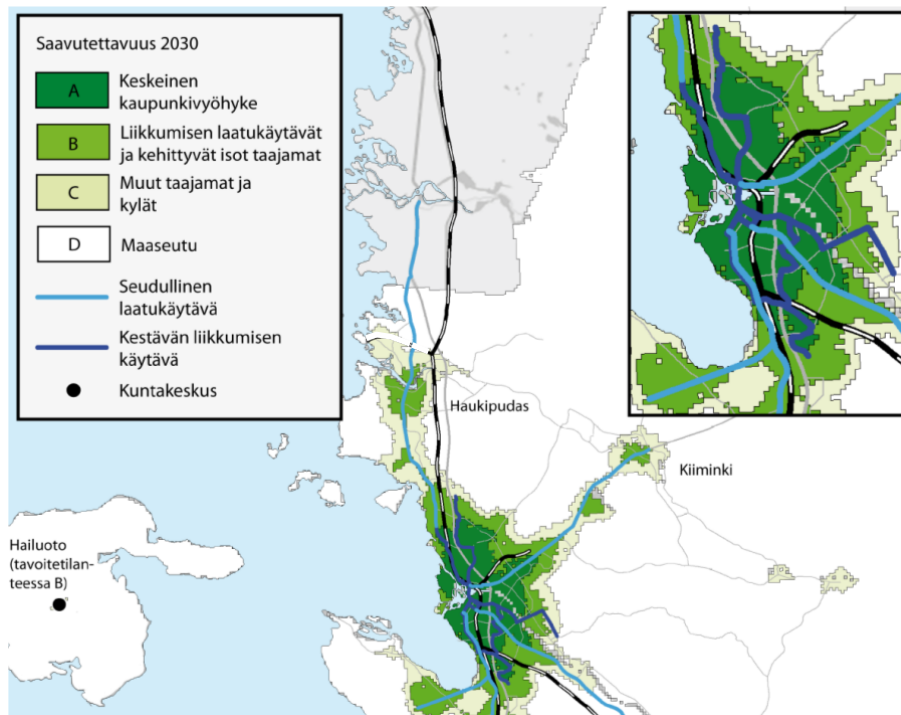 Saavutettavuus 2030
A
Keskeinen
kaupunkivyöhyke
B
Liikkumisen laatukäytävät
ja kehittyvät isot taajamat
C
Muut taajamat ja
kylät
D
Maaseutu
Seudullinen
laatukäytävä
Kestävän liikkumisen
käytävä
Kuntakeskus
Haukipudas
Kiiminki
Hailuoto
(tavoitetilan-
teessa B)